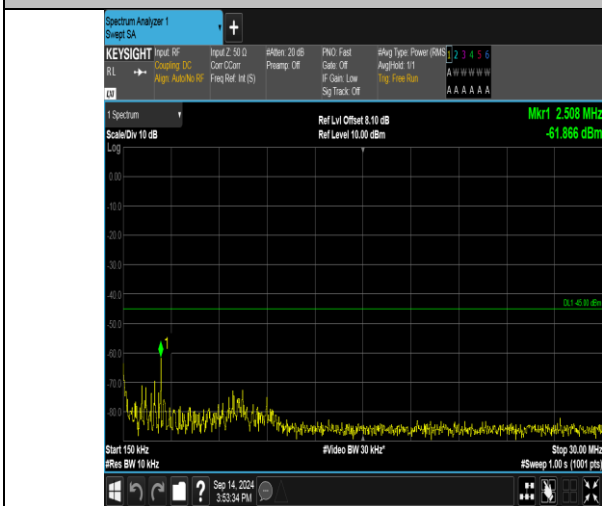 Spectrum Analyzer 1
Swept SA
KEYSIGHT
RL
Input: RF
Coupling: DC
Align: Auto/No RF
Input Z: 50 Ω
Corr CCorr
Freq Ref: Int (S)
#Atten: 20 dB
Preamp: Off
PNO: Fast
Gate: Off
IF Gain: Low
Sig Track: Off
#Avg Type: Power (RMS
Avg|Hold: 1/1
Trig: Free Run
1 2 3 4 5 6
A W W W W W
A A A A A A
LXI
1 Spectrum
Scale/Div 10 dB
Log
Ref Lvl Offset 8.10 dB
Ref Level 10.00 dBm
Mkr1 2.508 MHz
-61.866 dBm
0.00
-10.0
-20.0
-30.0
-40.0
DL1 -45.00 dBm
-50.0
1
-60.0
-70.0
-80.0
Start 150 kHz
#Res BW 10 kHz
#Video BW 30 kHz*
Stop 30.00 MHz
#Sweep 1.00 s (1001 pts)
?
Sep 14, 2024
3:53:34 PM